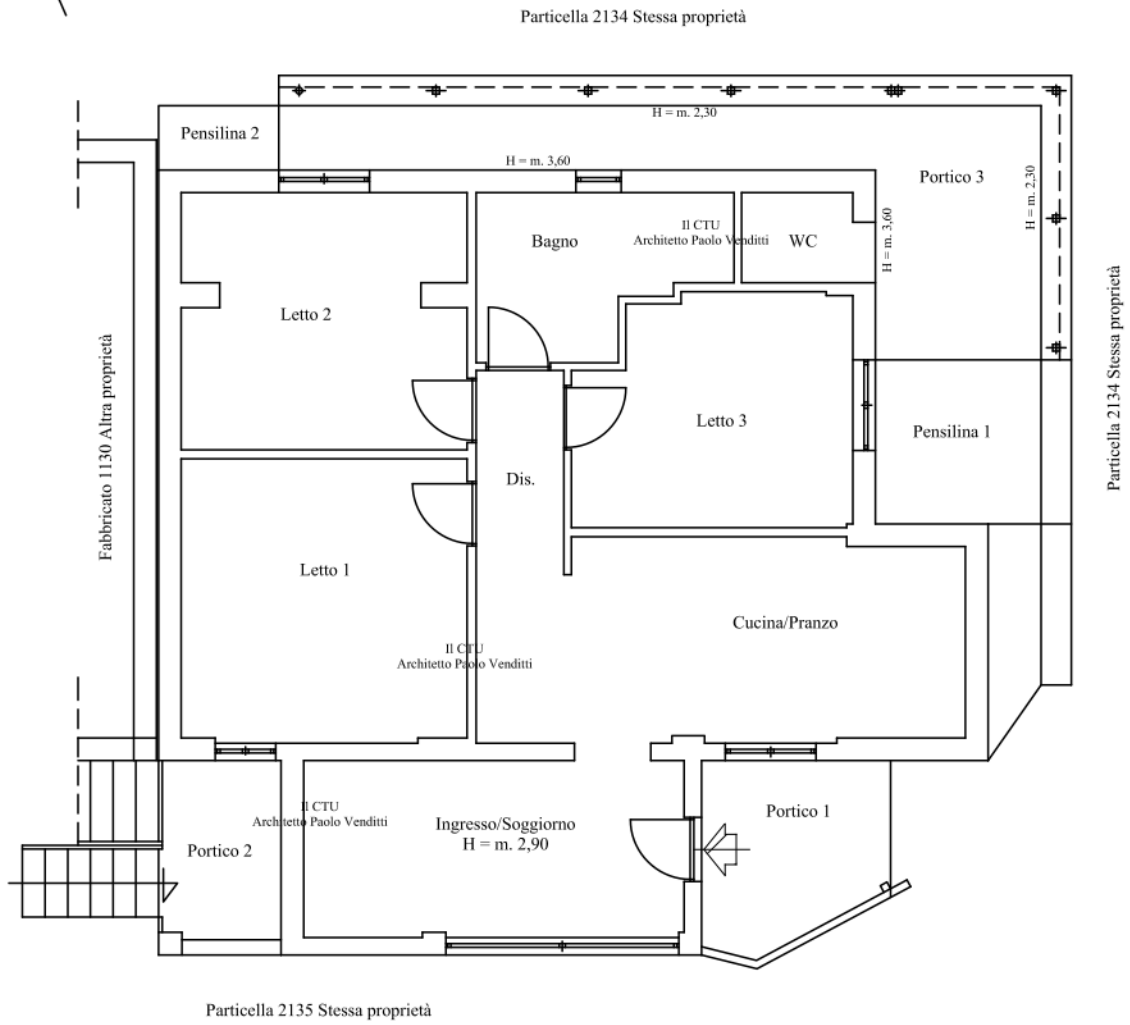 Particella 2134 Stessa proprietà
H = m. 2,30
Pensilina 2
H = m. 3,60
Portico 3
H = m. 2,30
Il CTU
Architetto Paolo Venditti
Bagno
WC
H = m. 3,60
Letto 2
Particella 2134 Stessa proprietà
Fabbricato 1130 Altra proprietà
Letto 3
Pensilina 1
Dis.
Letto 1
Cucina/Pranzo
Il CTU
Architetto Paolo Venditti
Il CTU
Architetto Paolo Venditti
Ingresso/Soggiorno
H = m. 2,90
Portico 1
Portico 2
Particella 2135 Stessa proprietà